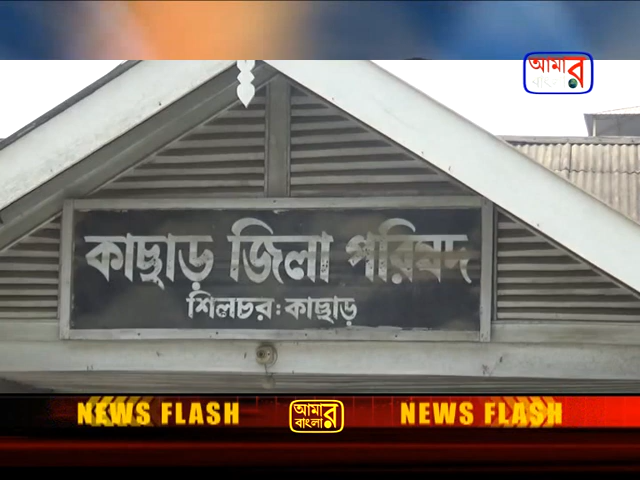 আমার
বাংলা
কাছাড় জিলা পরিষদ
শিলচর: কাছাড়
NEWS FLASH আমার বাংলা NEWS FLASH